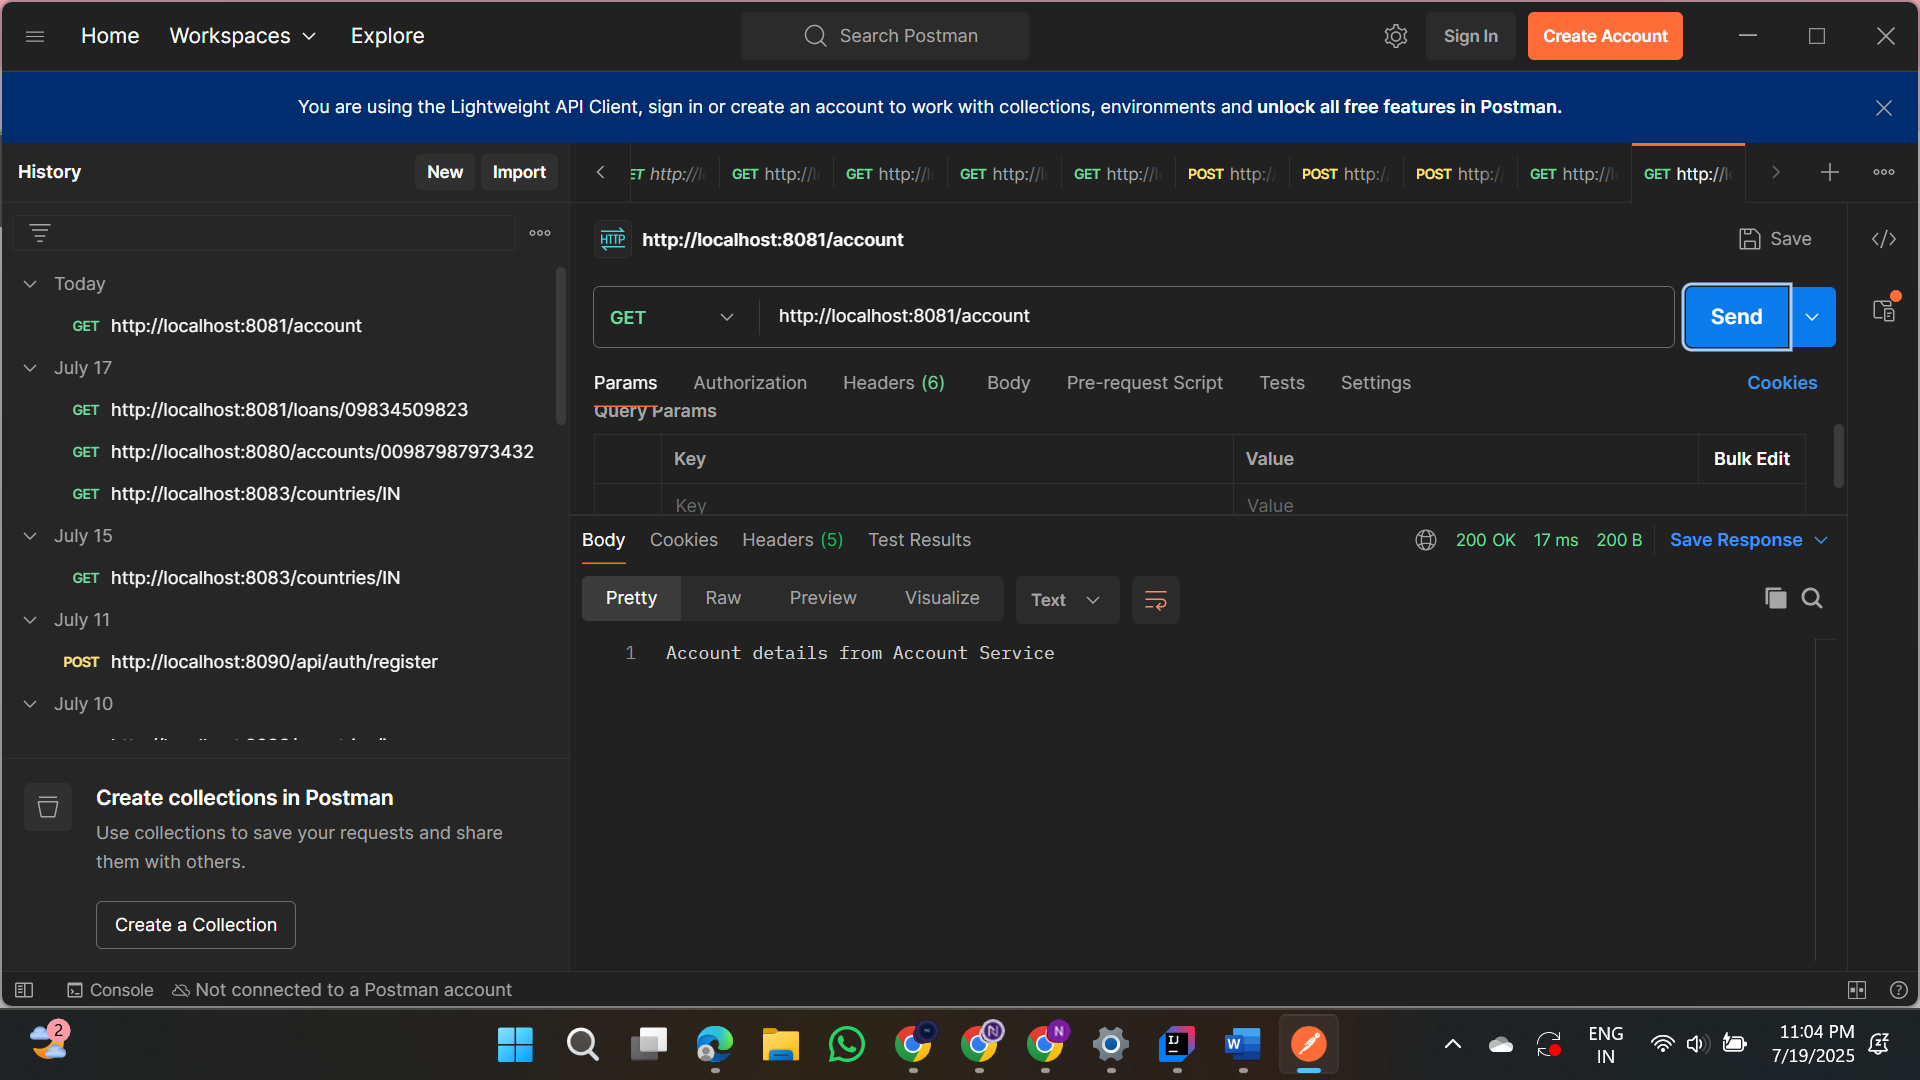 Home
Workspaces
Explore
Search Postman
Sign In
Create Account
You are using the Lightweight API Client, sign in or create an account to work with collections, environments and unlock all free features in Postman.
History
New
Import
ET http://l
GET http://l
GET http://l
GET http://l
GET http://l
POST http:/
POST http:/
POST http:/
GET http://l
GET http://l
Today
GET http://localhost:8081/account
July 17
GET http://localhost:8081/loans/09834509823
GET http://localhost:8080/accounts/00987987973432
GET http://localhost:8083/countries/IN
July 15
GET http://localhost:8083/countries/IN
July 11
POST http://localhost:8090/api/auth/register
July 10
Create collections in Postman
Use collections to save your requests and share
them with others.
Create a Collection
HTTP http://localhost:8081/account
Save
GET
http://localhost:8081/account
Send
Params
Authorization
Headers (6)
Body
Pre-request Script
Tests
Settings
Cookies
Query Params
Key
Value
Bulk Edit
Key
Value
Body
Cookies
Headers (5)
Test Results
200 OK 17 ms 200 B
Save Response
Pretty
Raw
Preview
Visualize
Text
1 Account details from Account Service
Console
Not connected to a Postman account
2
N
N
IJ
W
ENG
IN
11:04 PM
7/19/2025